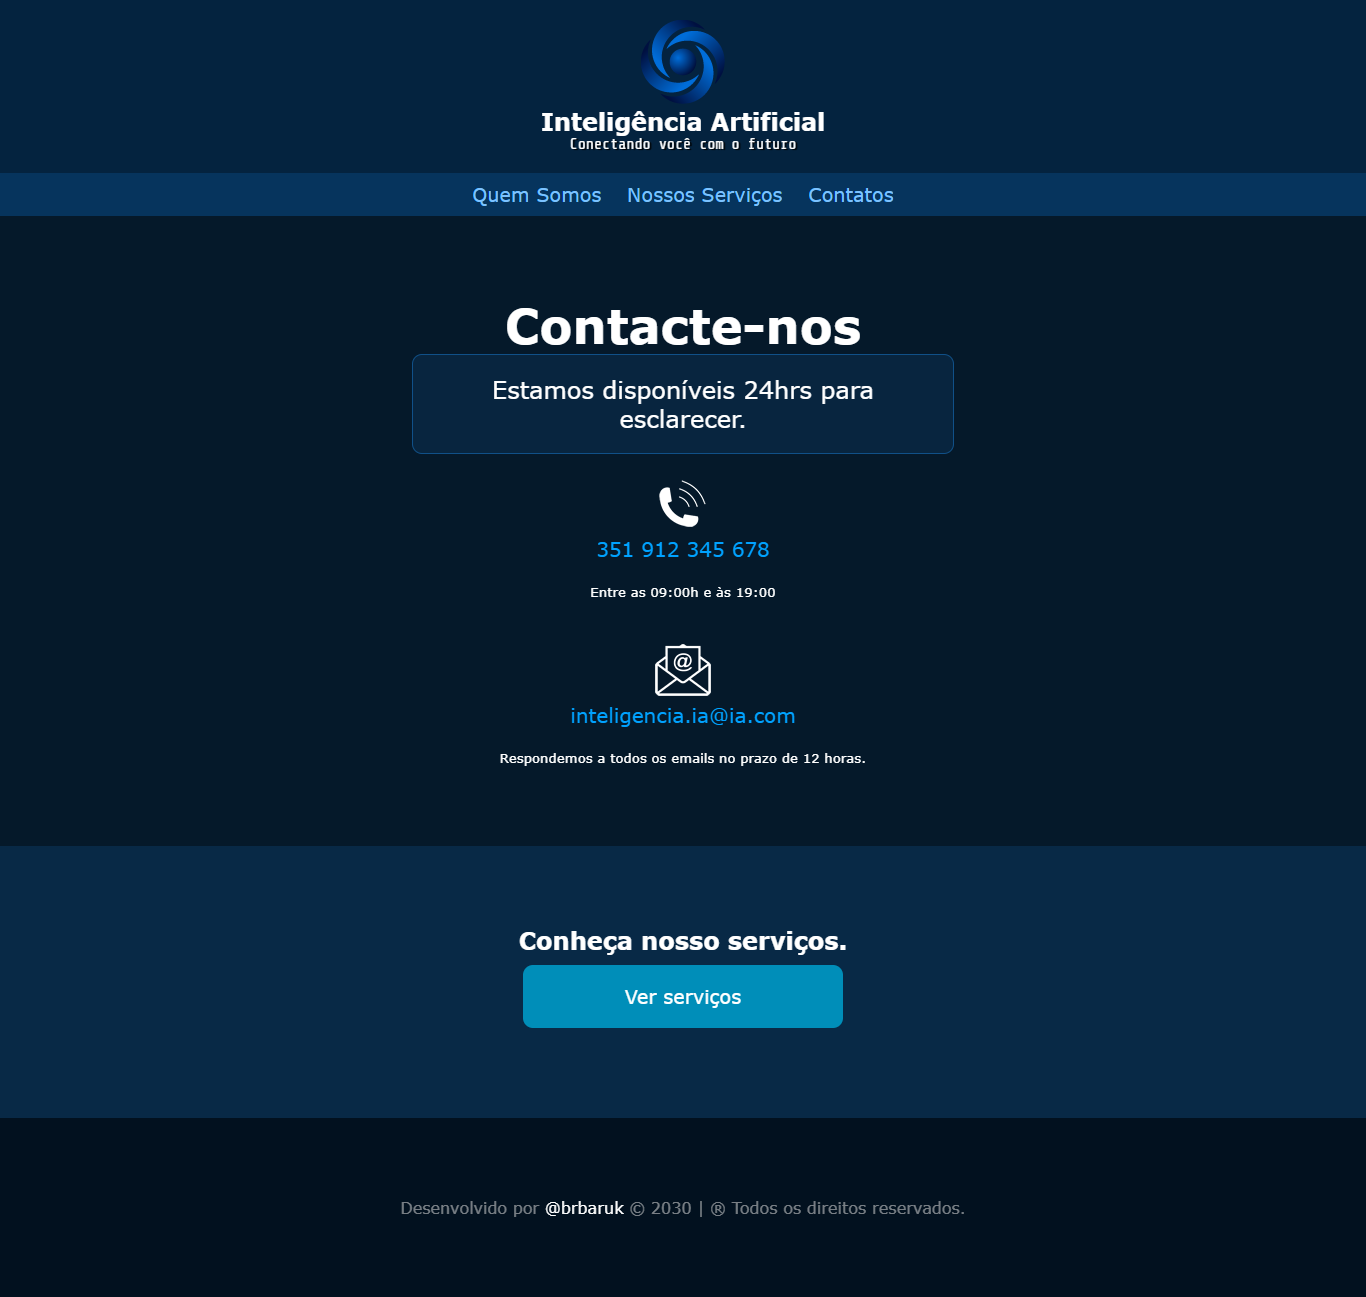 Inteligência Artificial
Conectando você com o futuro
Quem Somos Nossos Serviços Contatos
Contacte-nos
Estamos disponíveis 24hrs para
esclarecer.
351 912 345 678
Entre as 09:00h e às 19:00
@
inteligencia.ia@ia.com
Respondemos a todos os emails no prazo de 12 horas.
Conheça nosso serviços.
Ver serviços
Desenvolvido por @brbaruk © 2030 | ® Todos os direitos reservados.